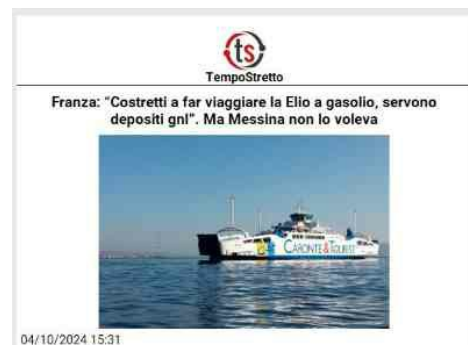 ts
TempoStretto
Franza: "Costretti a far viaggiare la Elio a gasolio, servono
depositi gnl". Ma Messina non lo voleva
CARONTE & TOURIST
04/10/2024 15:31